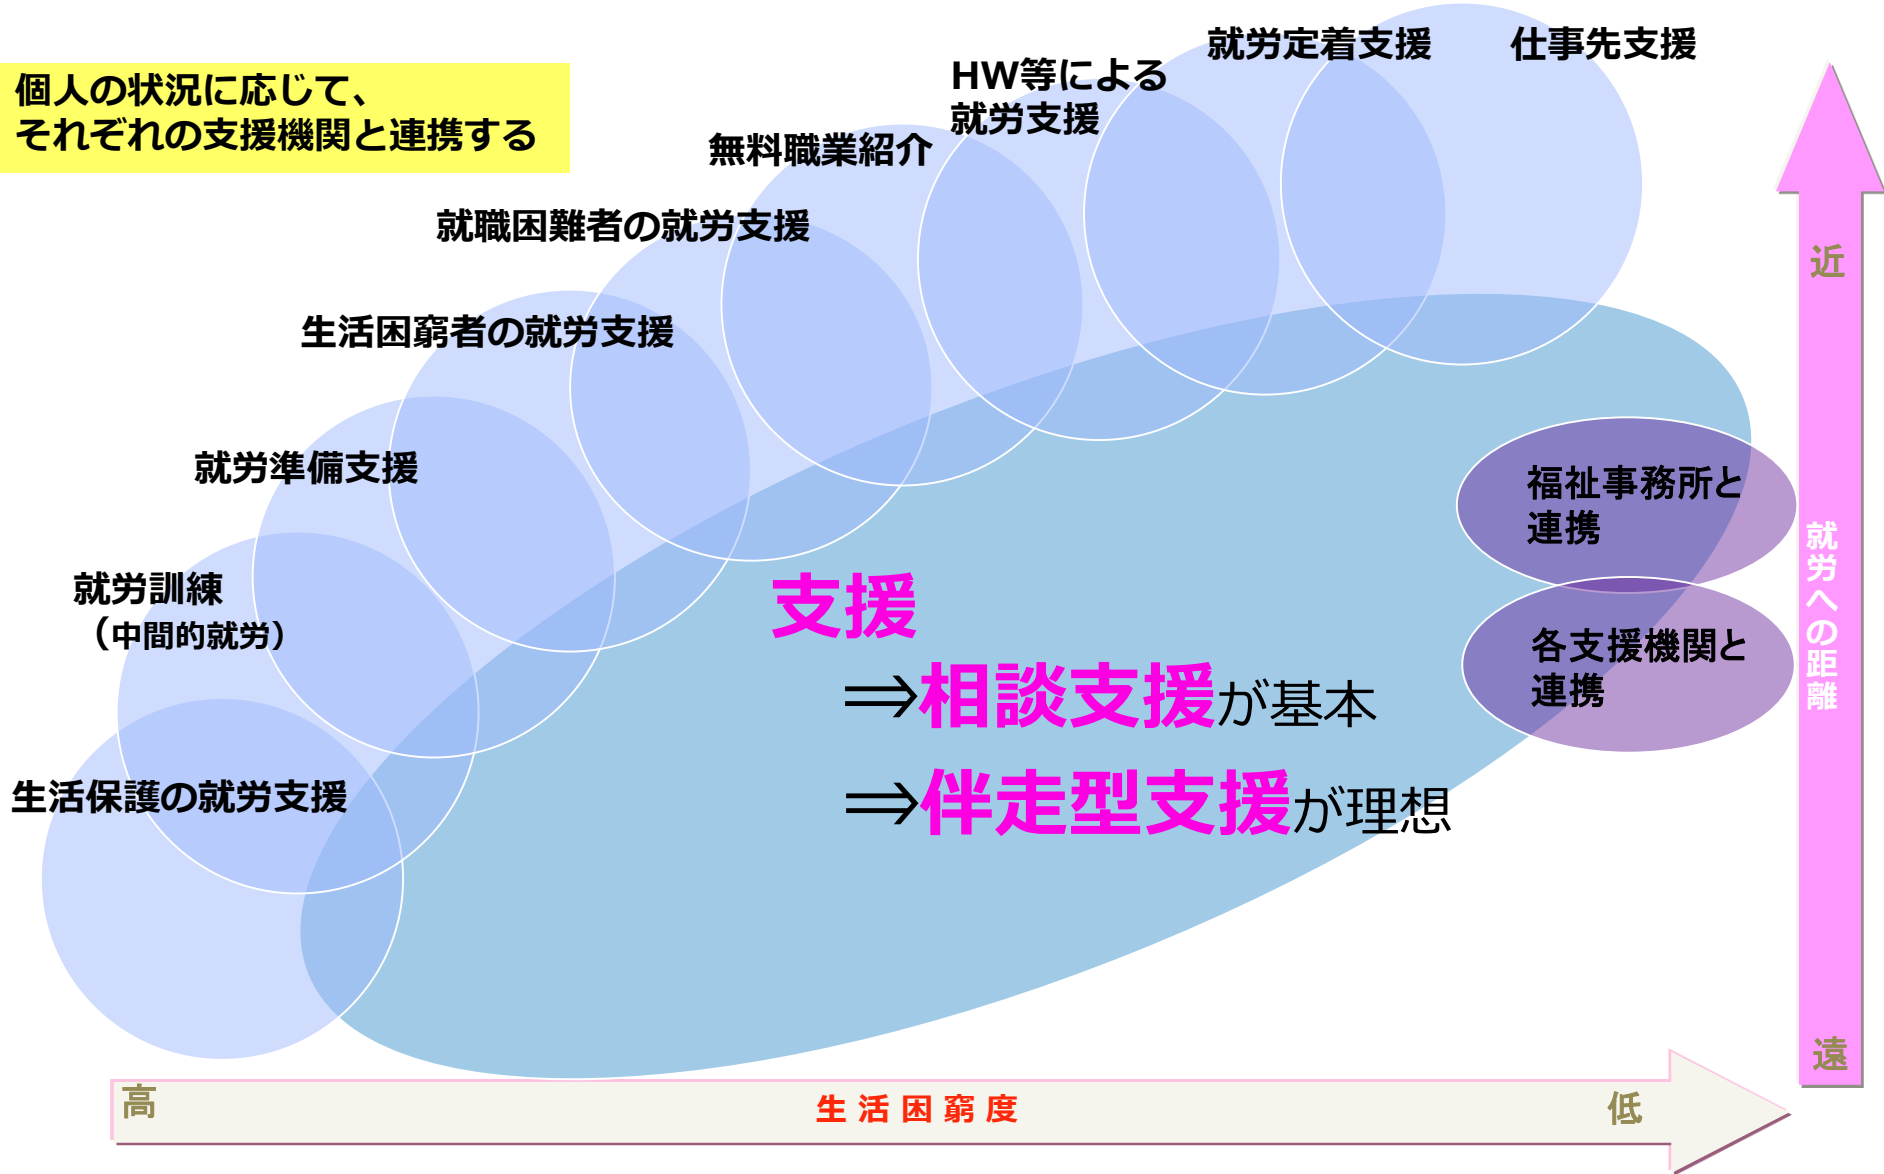 個人の状況に応じて、
それぞれの支援機関と連携する
就労定着支援
仕事先支援
HW等による
就労支援
無料職業紹介
就職困難者の就労支援
生活困窮者の就労支援
就労準備支援
就労訓練
（中間的就労）
生活保護の就労支援
支援
⇒相談支援が基本
⇒伴走型支援が理想
福祉事務所と
連携
各支援機関と
連携
近
就労への距離
遠
高
生活困窮度
低